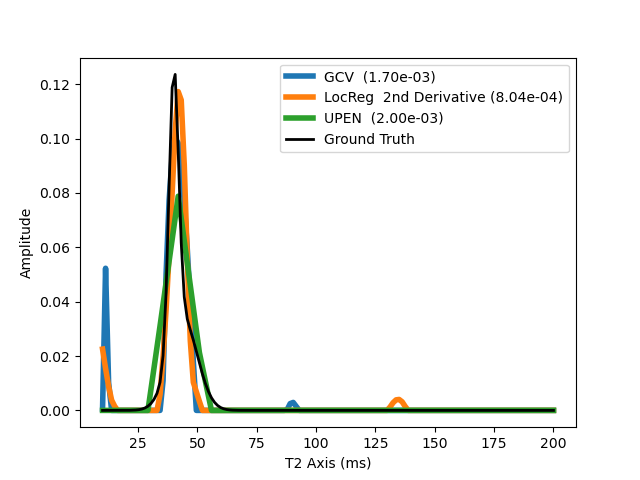 GCV  (1.70e-03)
LocReg  2nd Derivative (8.04e-04)
UPEN  (2.00e-03)
Ground Truth
0.12
0.10
0.08
0.06
0.04
0.02
0.00
Amplitude
25 50 75 100 125 150 175 200
T2 Axis (ms)